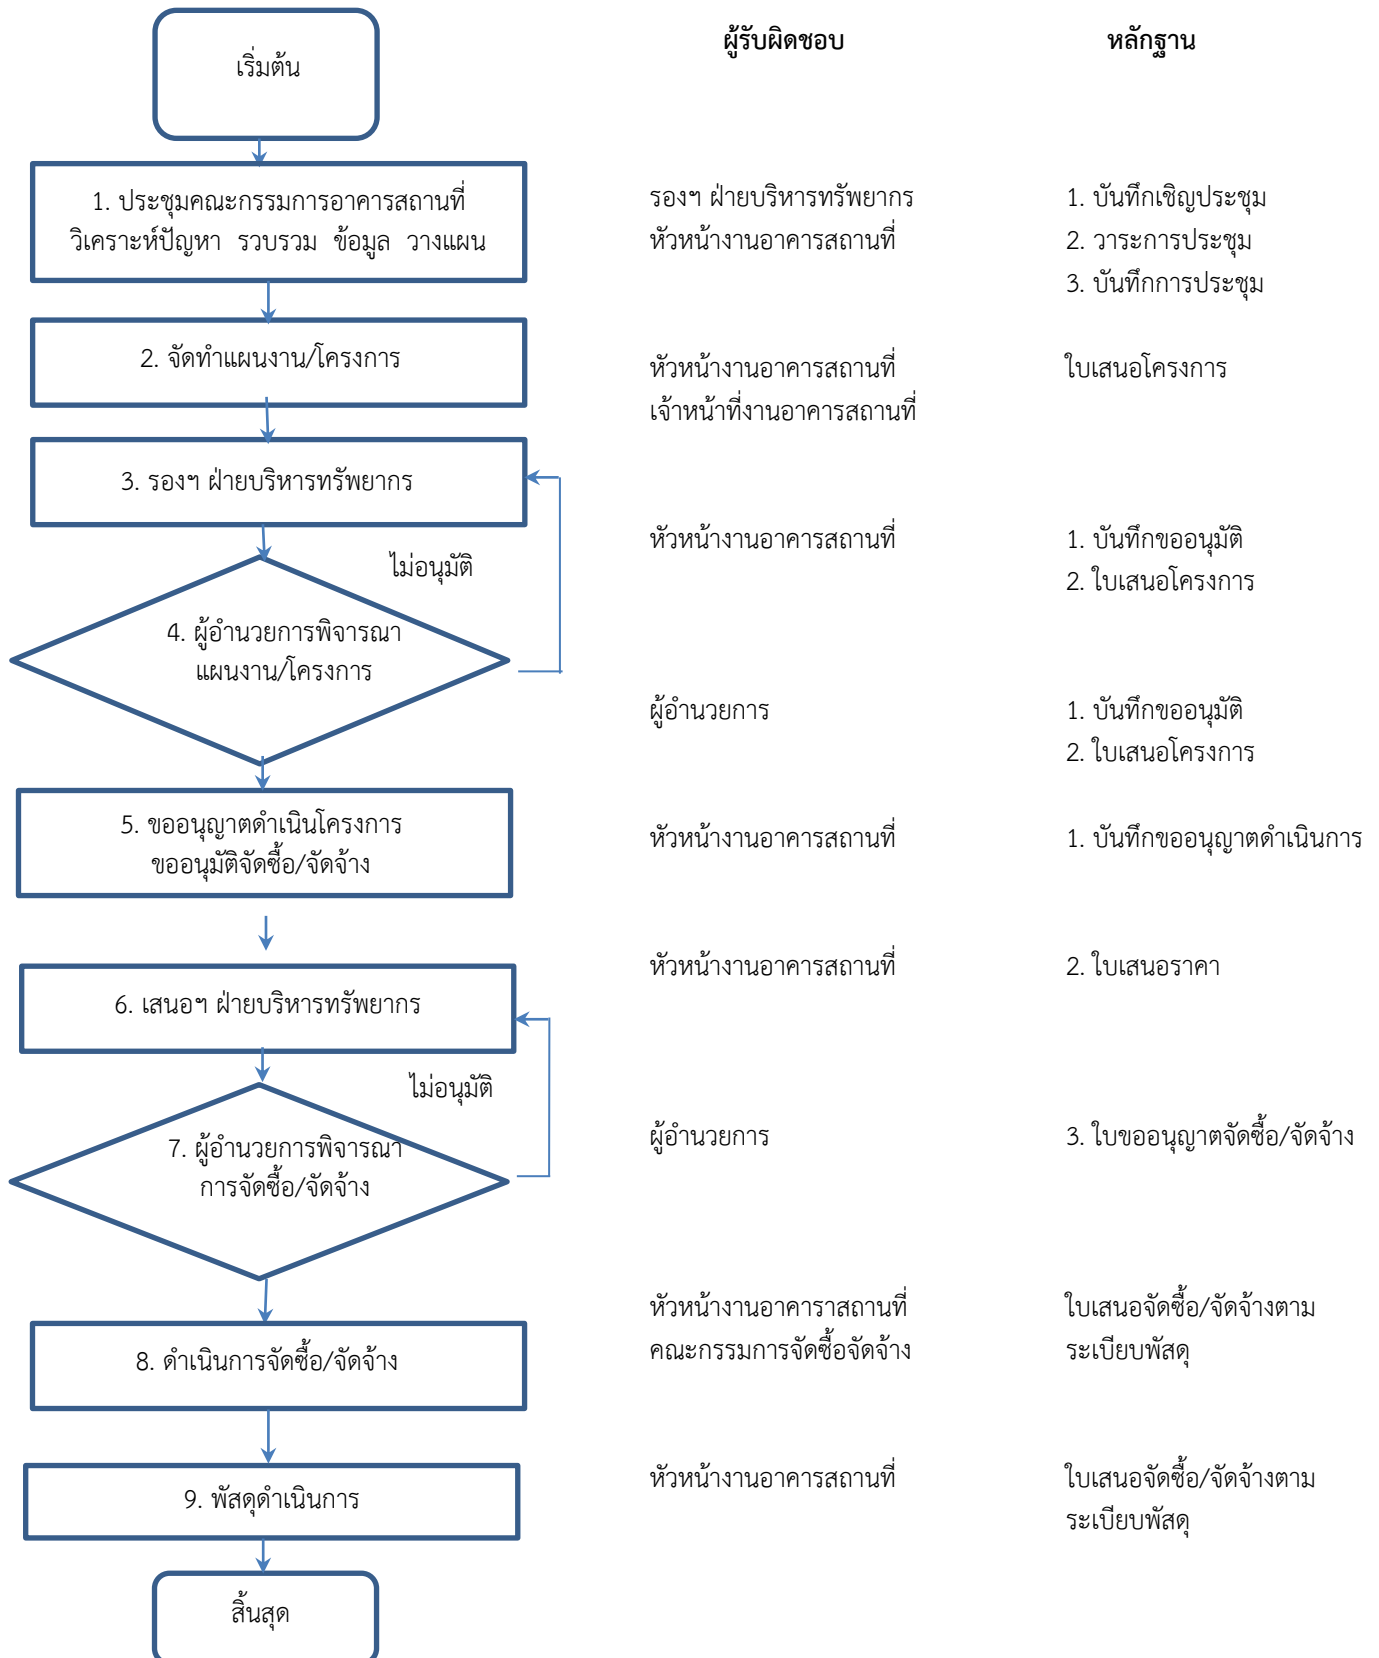 เริ่มต้น
ผู้รับผิดชอบ
หลักฐาน
1. ประชุมคณะกรรมการอาคารสถานที่
วิเคราะห์ปัญหา รวบรวม ข้อมูล วางแผน
รองฯ ฝ่ายบริหารทรัพยากร
หัวหน้างานอาคารสถานที่
1. บันทึกเชิญประชุม
2. วาระการประชุม
3. บันทึกการประชุม
2. จัดทำแผนงาน/โครงการ
หัวหน้างานอาคารสถานที่
เจ้าหน้าที่งานอาคารสถานที่
ใบเสนอโครงการ
3. รองฯ ฝ่ายบริหารทรัพยากร
หัวหน้างานอาคารสถานที่
1. บันทึกขออนุมัติ
2. ใบเสนอโครงการ
ไม่อนุมัติ
4. ผู้อำนวยการพิจารณา
แผนงาน/โครงการ
ผู้อำนวยการ
1. บันทึกขออนุมัติ
2. ใบเสนอโครงการ
5. ขออนุญาตดำเนินโครงการ
ขออนุมัติจัดซื้อ/จัดจ้าง
หัวหน้างานอาคารสถานที่
1. บันทึกขออนุญาตดำเนินการ
6. เสนอฯ ฝ่ายบริหารทรัพยากร
หัวหน้างานอาคารสถานที่
2. ใบเสนอราคา
ไม่อนุมัติ
7. ผู้อำนวยการพิจารณา
การจัดซื้อ/จัดจ้าง
ผู้อำนวยการ
3. ใบขออนุญาตจัดซื้อ/จัดจ้าง
8. ดำเนินการจัดซื้อ/จัดจ้าง
หัวหน้างานอาคาราสถานที่
คณะกรรมการจัดซื้อจัดจ้าง
ใบเสนอจัดซื้อ/จัดจ้างตาม
ระเบียบพัสดุ
9. พัสดุดำเนินการ
หัวหน้างานอาคารสถานที่
ใบเสนอจัดซื้อ/จัดจ้างตาม
ระเบียบพัสดุ
สิ้นสุด